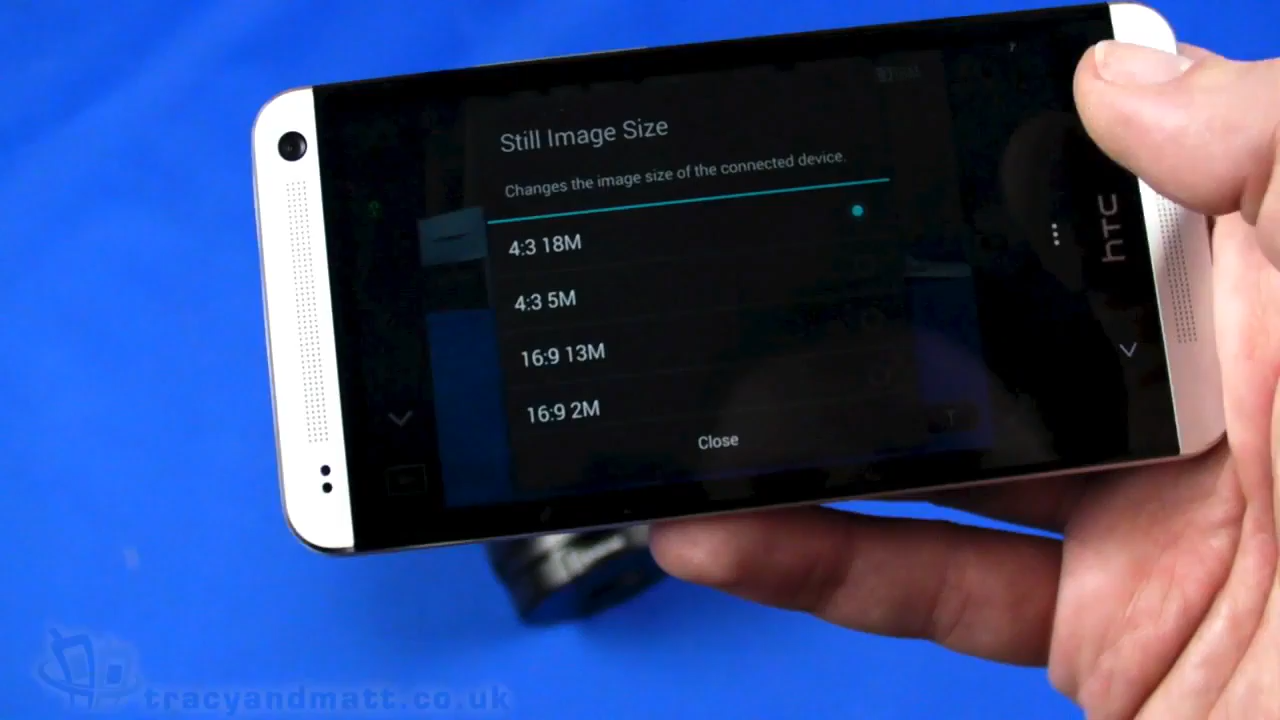 Still Image Size
Changes the image size of the connected device.
4:3 18M
4:3 5M
16:9 13M
16:9 2M
Close
hTC
tracyandmatt.co.uk